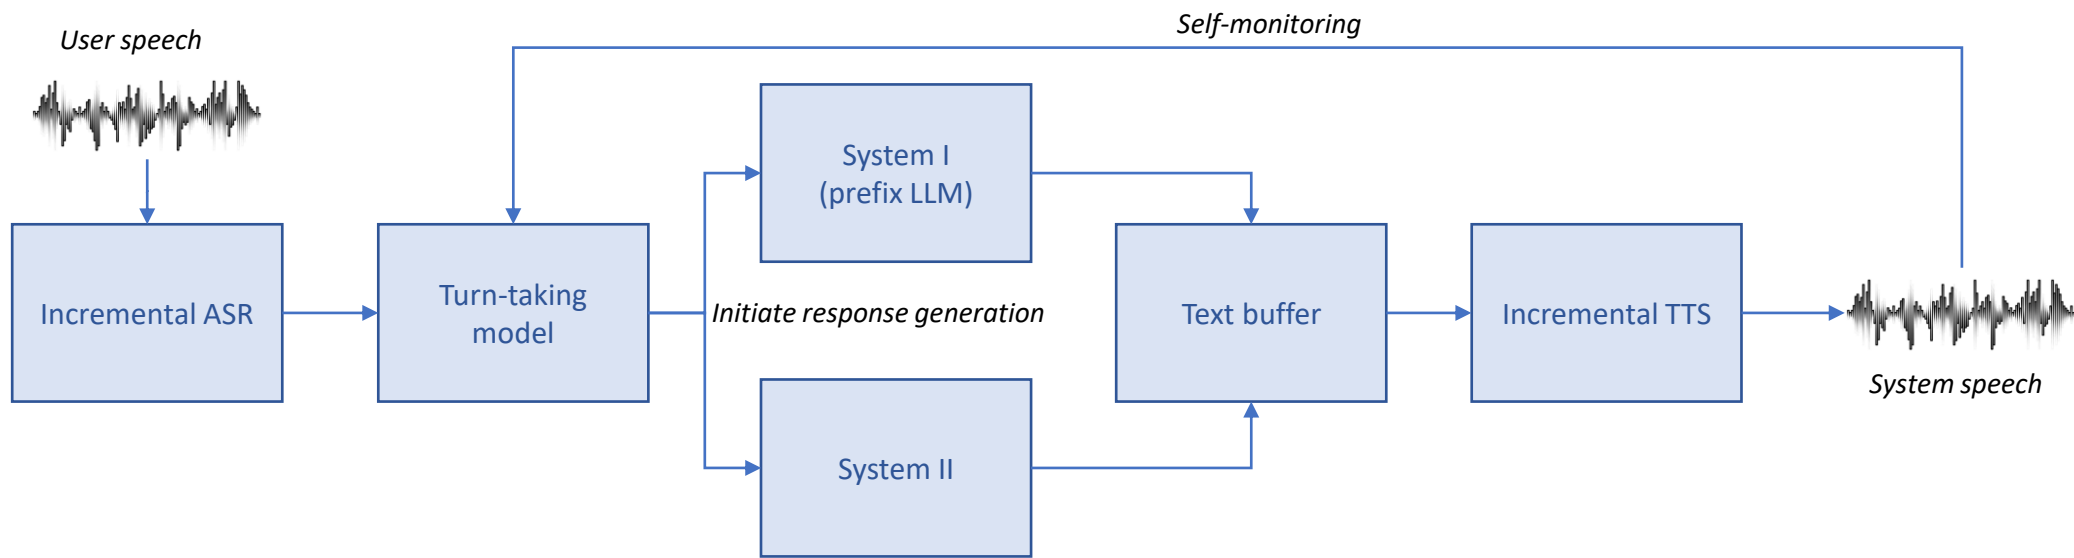 User speech
Self-monitoring
Incremental ASR
Turn-taking
model
System I
(prefix LLM)
Initiate response generation
System II
Text buffer
Incremental TTS
System speech